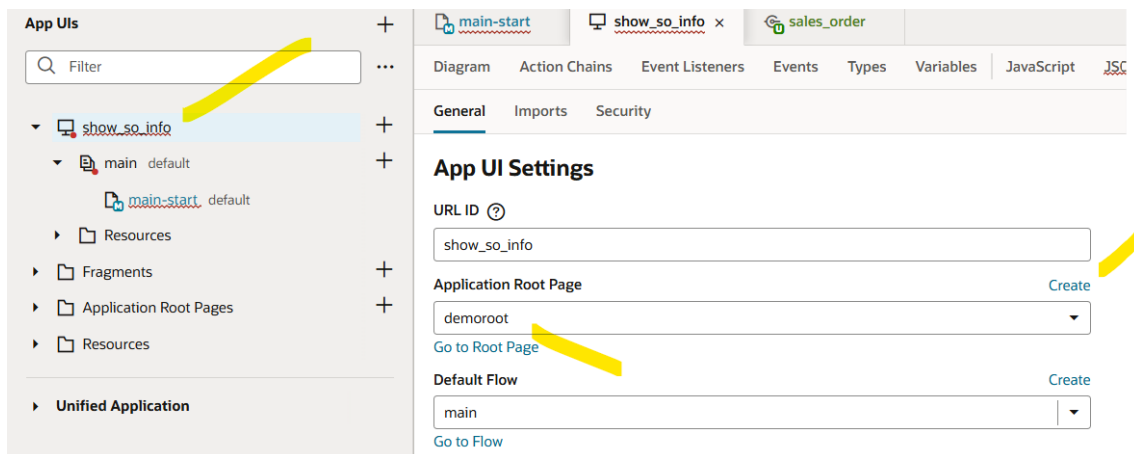 App UIs
Filter
show_so_info
main default
main-start default
Resources
Fragments
Application Root Pages
Resources
Unified Application
main-start
show_so_info
sales_order
Diagram Action Chains Event Listeners Events Types Variables JavaScript
General Imports Security
App UI Settings
URL ID
show_so_info
Application Root Page Create
demoroot
Go to Root Page
Default Flow Create
main
Go to Flow